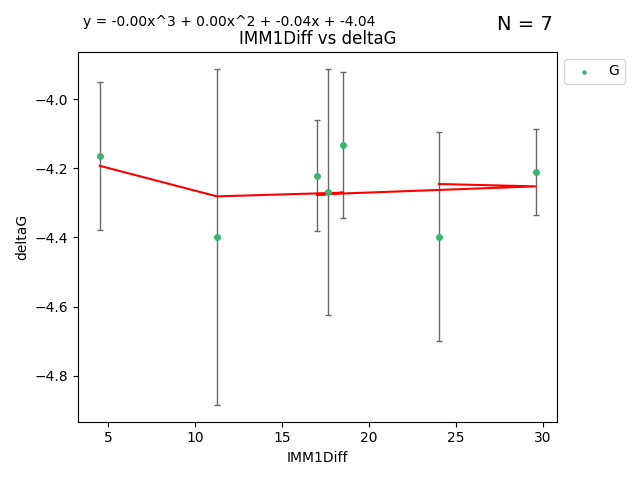 y = -0.00x^3 + 0.00x^2 + -0.04x + -4.04
N = 7
IMM1Diff vs deltaG
G
−4.0
−4.2
−4.4
−4.6
−4.8
deltaG
5 10 15 20 25 30
IMM1Diff